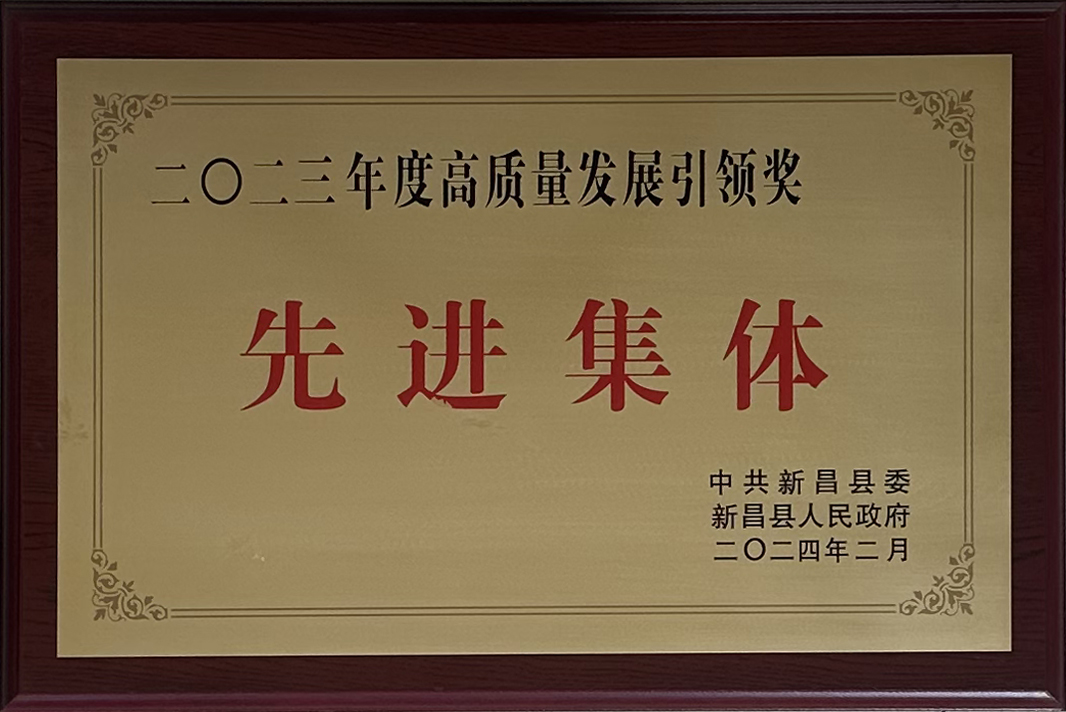 二〇二三年度高质量发展引领奖
先进集体
中共新昌县委
新昌县人民政府
二〇二四年二月